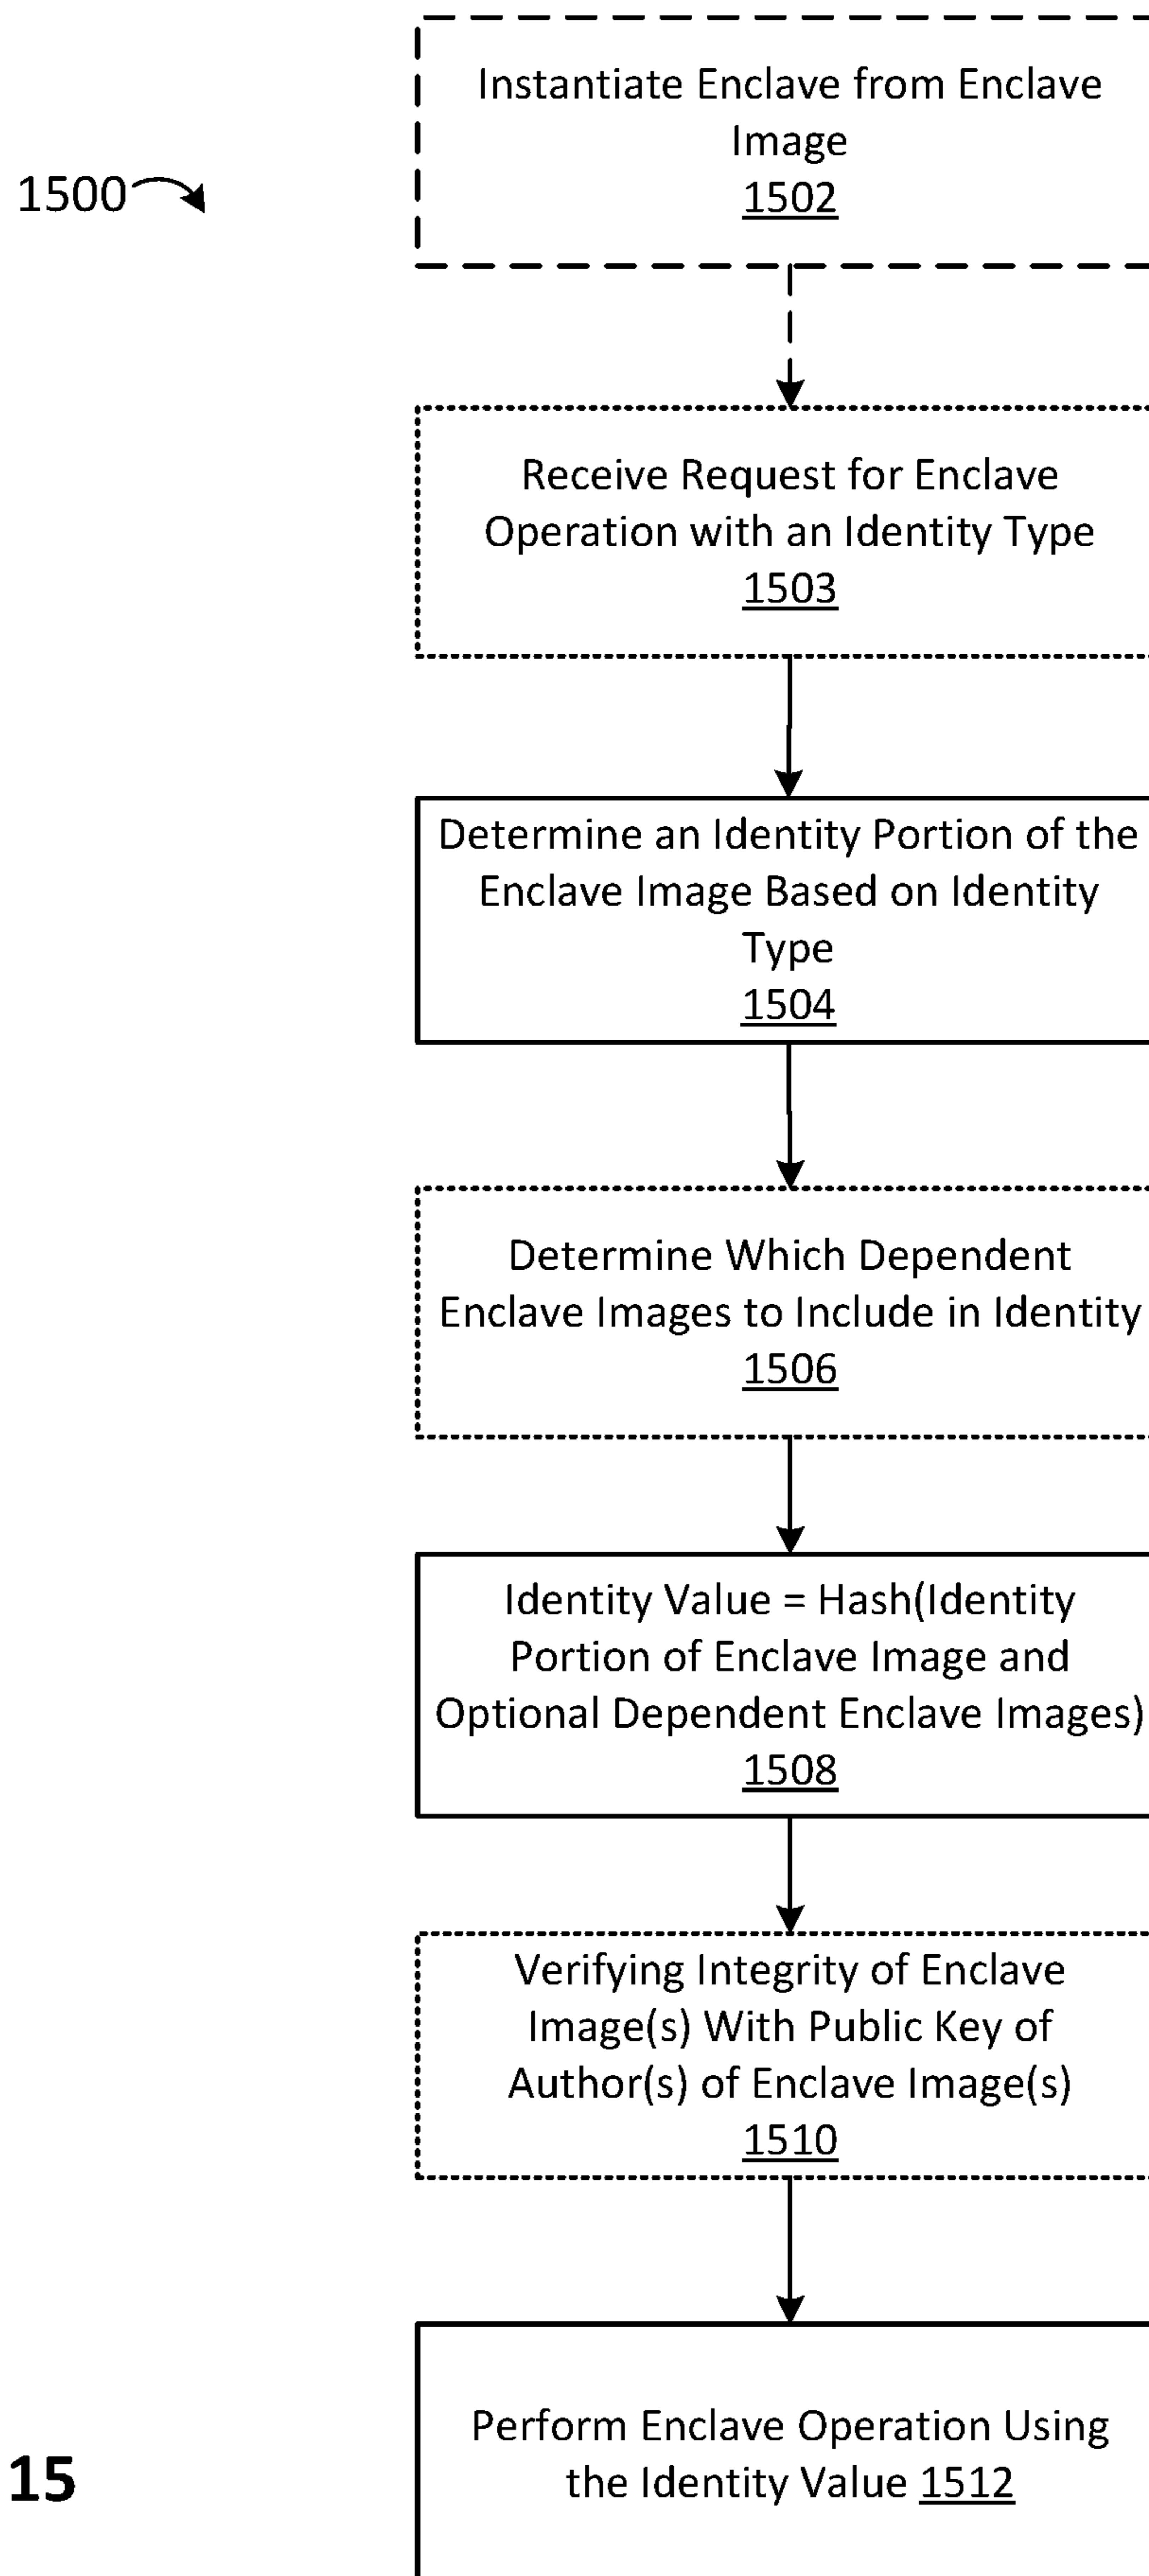 Instantiate Enclave from Enclave
Image
1502
1500
Receive Request for Enclave
Operation with an Identity Type
1503
Determine an Identity Portion of the
Enclave Image Based on Identity
Type
1504
Determine Which Dependent
Enclave Images to Include in Identity
1506
Identity Value = Hash(Identity
Portion of Enclave Image and
Optional Dependent Enclave Images)
1508
Verifying Integrity of Enclave
Image(s) With Public Key of
Author(s) of Enclave Image(s)
1510
Perform Enclave Operation Using
the Identity Value 1512
15